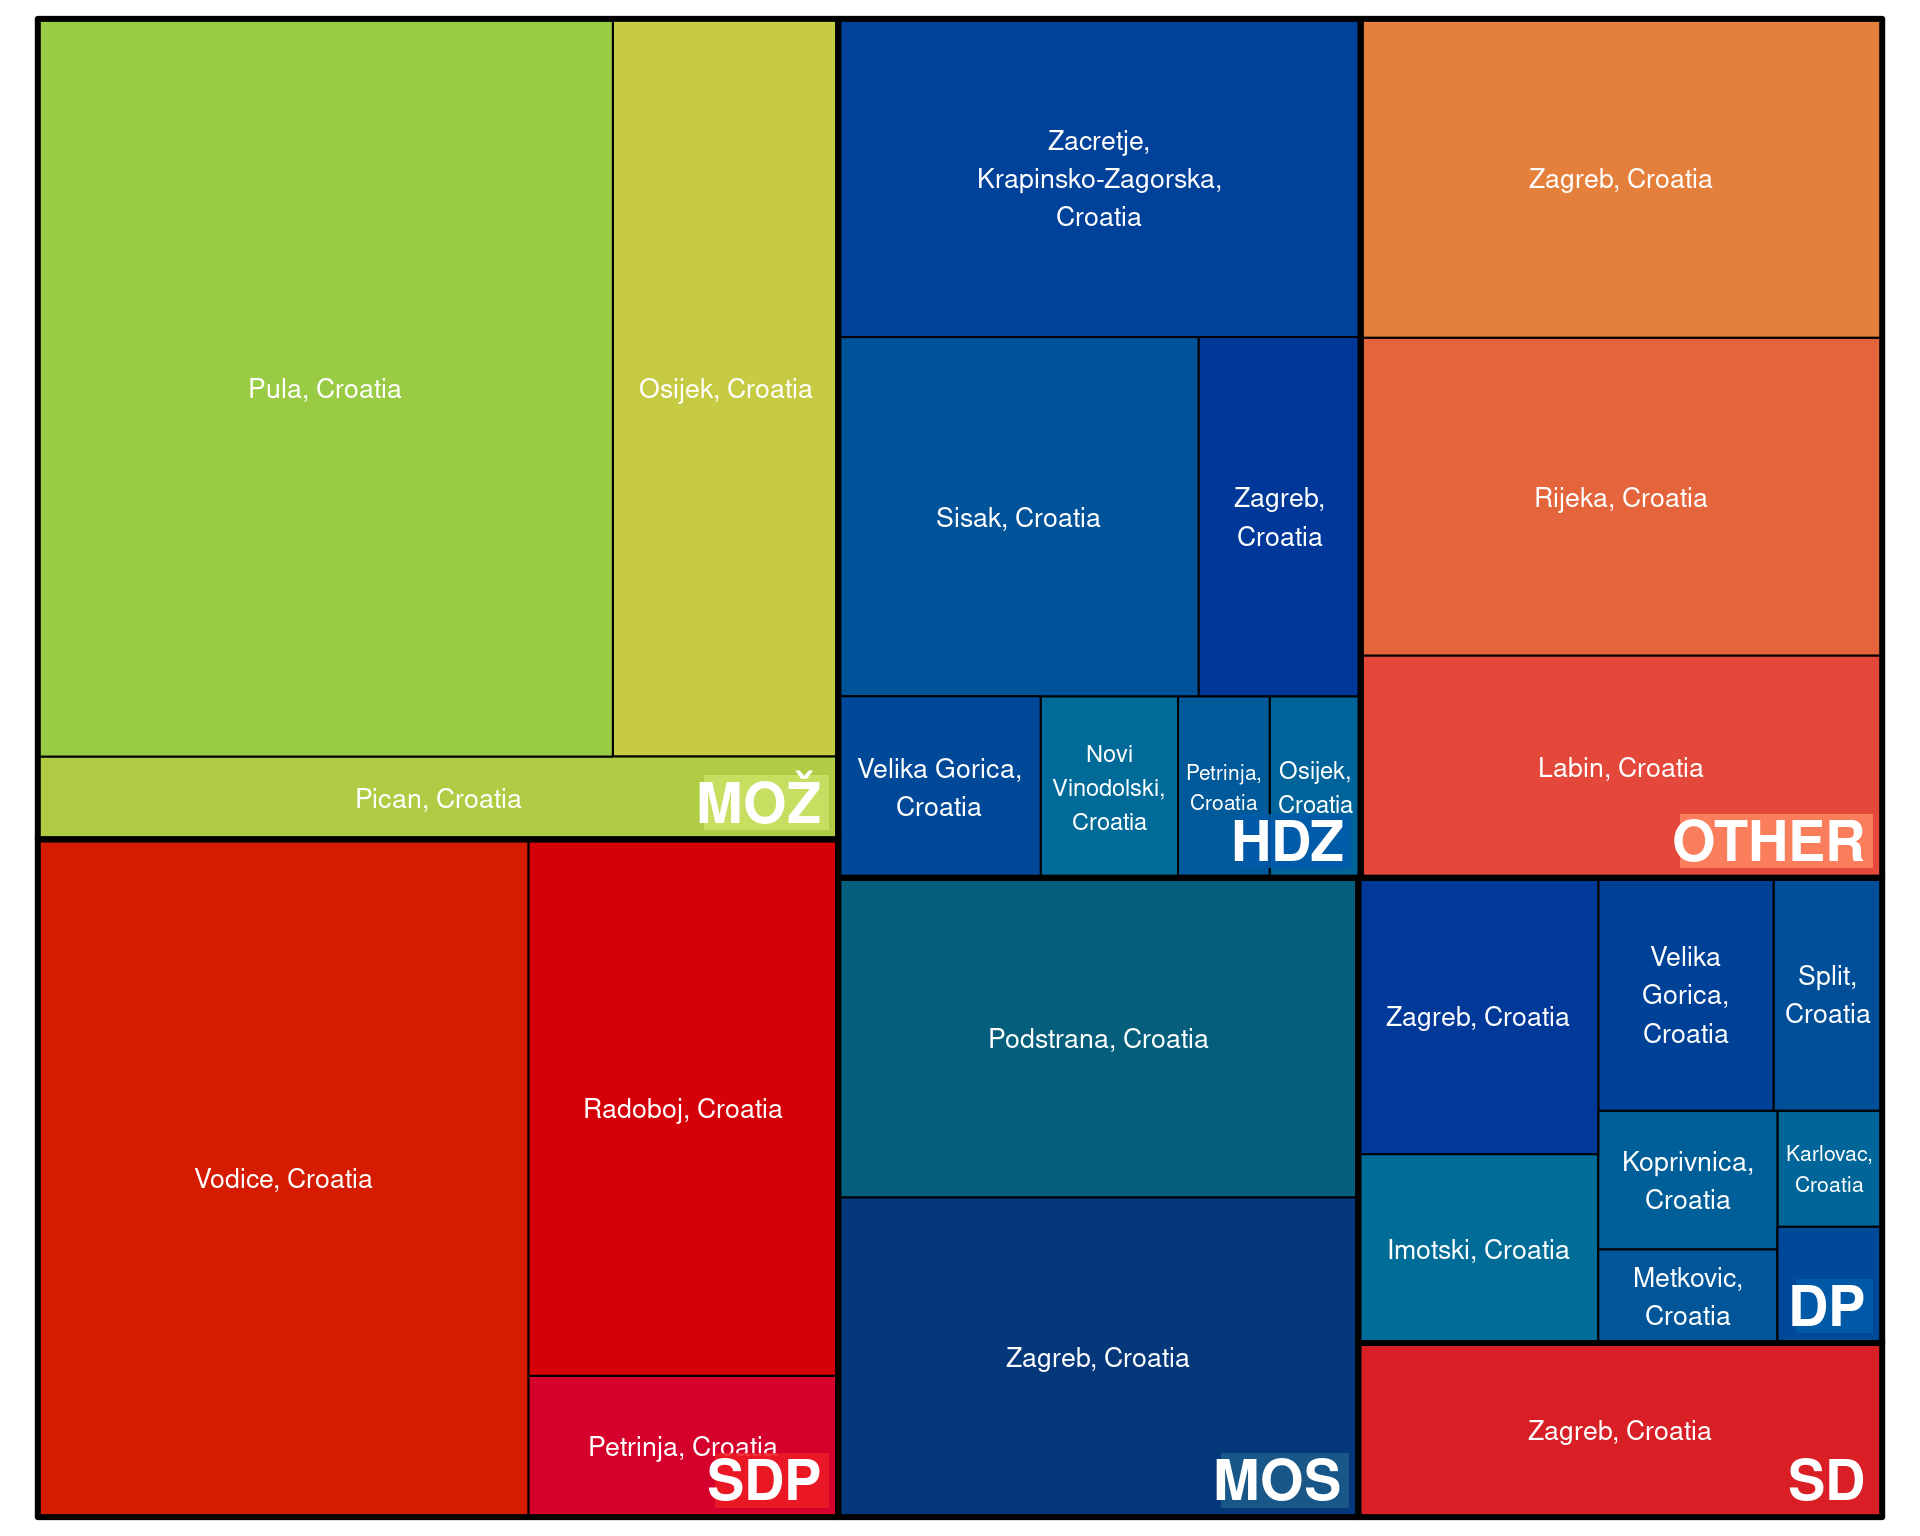 Pula, Croatia
Osijek, Croatia
Pican, Croatia
MOŽ
Zacretje,
Krapinsko-Zagorska,
Croatia
Sisak, Croatia
Zagreb,
Croatia
Velika Gorica,
Croatia
Novi
Vinodolski,
Croatia
Petrinja,
Croatia
Osijek,
Croatia
HDZ
Zagreb, Croatia
Rijeka, Croatia
Labin, Croatia
OTHER
Vodice, Croatia
Radoboj, Croatia
Petrinja, Croatia
SDP
Podstrana, Croatia
Zagreb, Croatia
MOS
Zagreb, Croatia
Velika
Gorica,
Croatia
Split,
Croatia
Imotski, Croatia
Koprivnica,
Croatia
Karlovac,
Croatia
Metkovic,
Croatia
DP
Zagreb, Croatia
SD